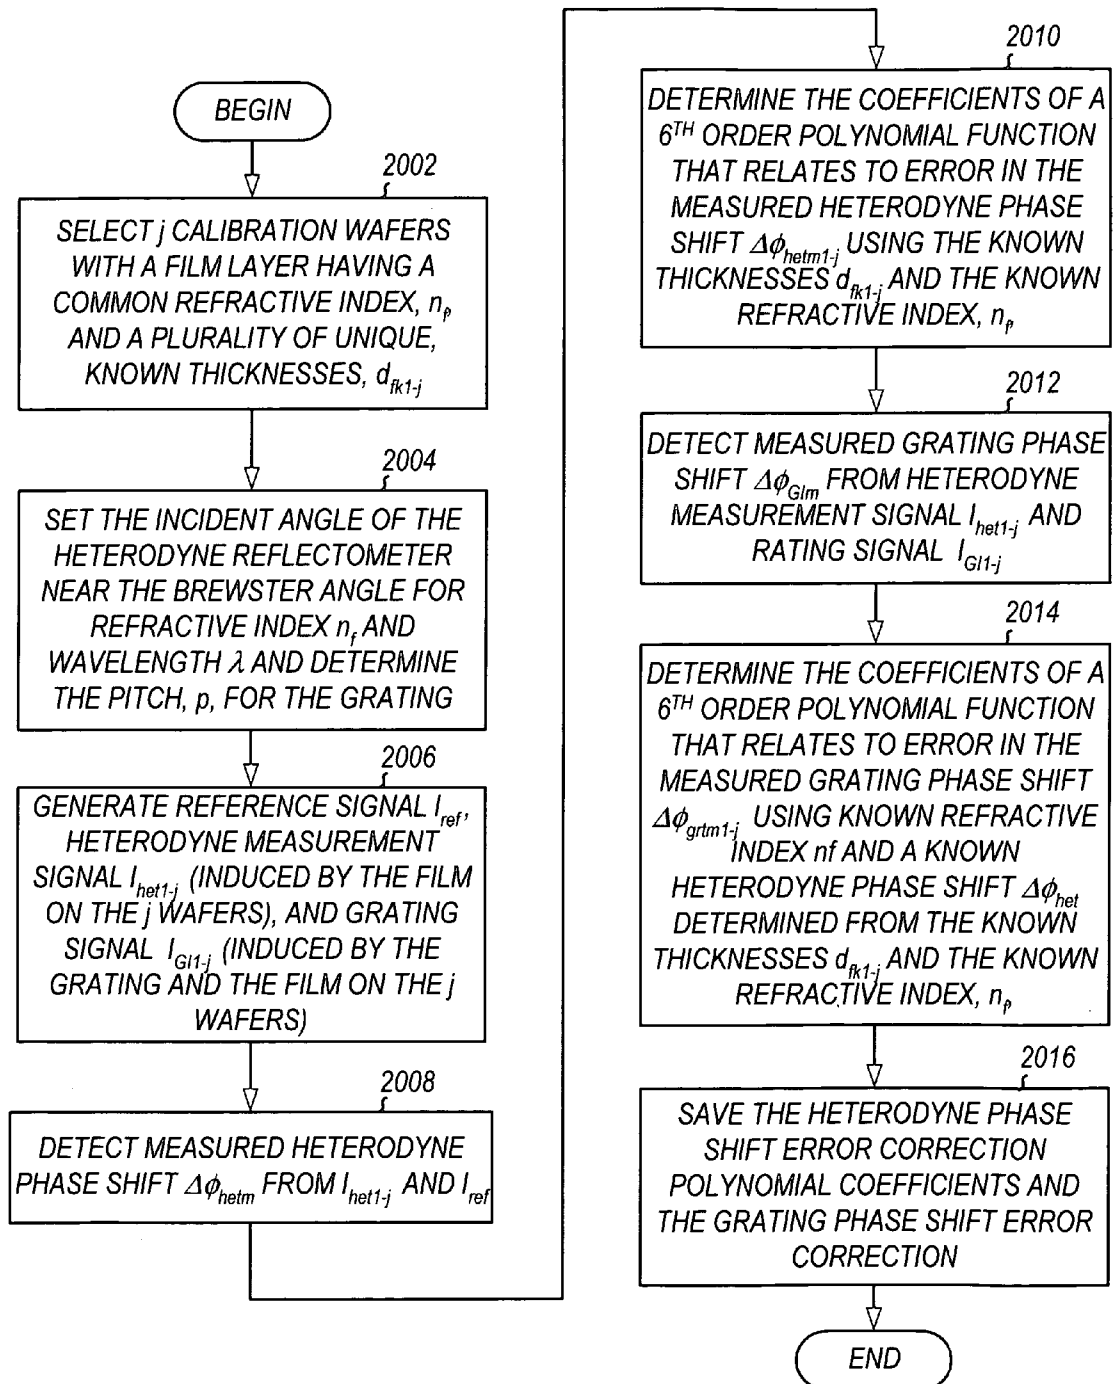 BEGIN
2002
SELECT j CALIBRATION WAFERS
WITH A FILM LAYER HAVING A
COMMON REFRACTIVE INDEX, nf,
AND A PLURALITY OF UNIQUE,
KNOWN THICKNESSES, dfk1-j
2004
SET THE INCIDENT ANGLE OF THE
HETERODYNE REFLECTOMETER
NEAR THE BREWSTER ANGLE FOR
REFRACTIVE INDEX nf AND
WAVELENGTH λ AND DETERMINE
THE PITCH, p, FOR THE GRATING
2006
GENERATE REFERENCE SIGNAL Iref,
HETERODYNE MEASUREMENT
SIGNAL Ihet1-j (INDUCED BY THE FILM
ON THE j WAFERS), AND GRATING
SIGNAL IGI1-j (INDUCED BY THE
GRATING AND THE FILM ON THE j
WAFERS)
2008
DETECT MEASURED HETERODYNE
PHASE SHIFT Δϕhetm FROM Ihet1-j AND Iref
2010
DETERMINE THE COEFFICIENTS OF A
6TH ORDER POLYNOMIAL FUNCTION
THAT RELATES TO ERROR IN THE
MEASURED HETERODYNE PHASE
SHIFT Δϕhetm1-j USING THE KNOWN
THICKNESSES dfk1-j AND THE KNOWN
REFRACTIVE INDEX, nf,
2012
DETECT MEASURED GRATING PHASE
SHIFT ΔϕGIm FROM HETERODYNE
MEASUREMENT SIGNAL Ihet1-j AND
RATING SIGNAL IGI1-j
2014
DETERMINE THE COEFFICIENTS OF A
6TH ORDER POLYNOMIAL FUNCTION
THAT RELATES TO ERROR IN THE
MEASURED GRATING PHASE SHIFT
Δϕgrtm1-j USING KNOWN REFRACTIVE
INDEX nf AND A KNOWN
HETERODYNE PHASE SHIFT Δϕhet
DETERMINED FROM THE KNOWN
THICKNESSES dfk1-j AND THE KNOWN
REFRACTIVE INDEX, nf,
2016
SAVE THE HETERODYNE PHASE
SHIFT ERROR CORRECTION
POLYNOMIAL COEFFICIENTS AND
THE GRATING PHASE SHIFT ERROR
CORRECTION
END